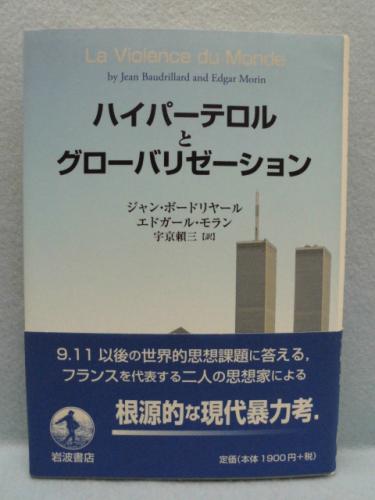 La Violence du Monde
by Jean Baudrillard and Edgar Morin
ハイパーテロル
と
グローバリゼーション
ジャン・ボードリヤール
エドガール・モラン
宇京賴三【訳】
9.11 以後の世界的思想課題に答える,
フランスを代表する二人の思想家による
根源的な現代暴力考.
岩波書店
定価(本体1900円+税)